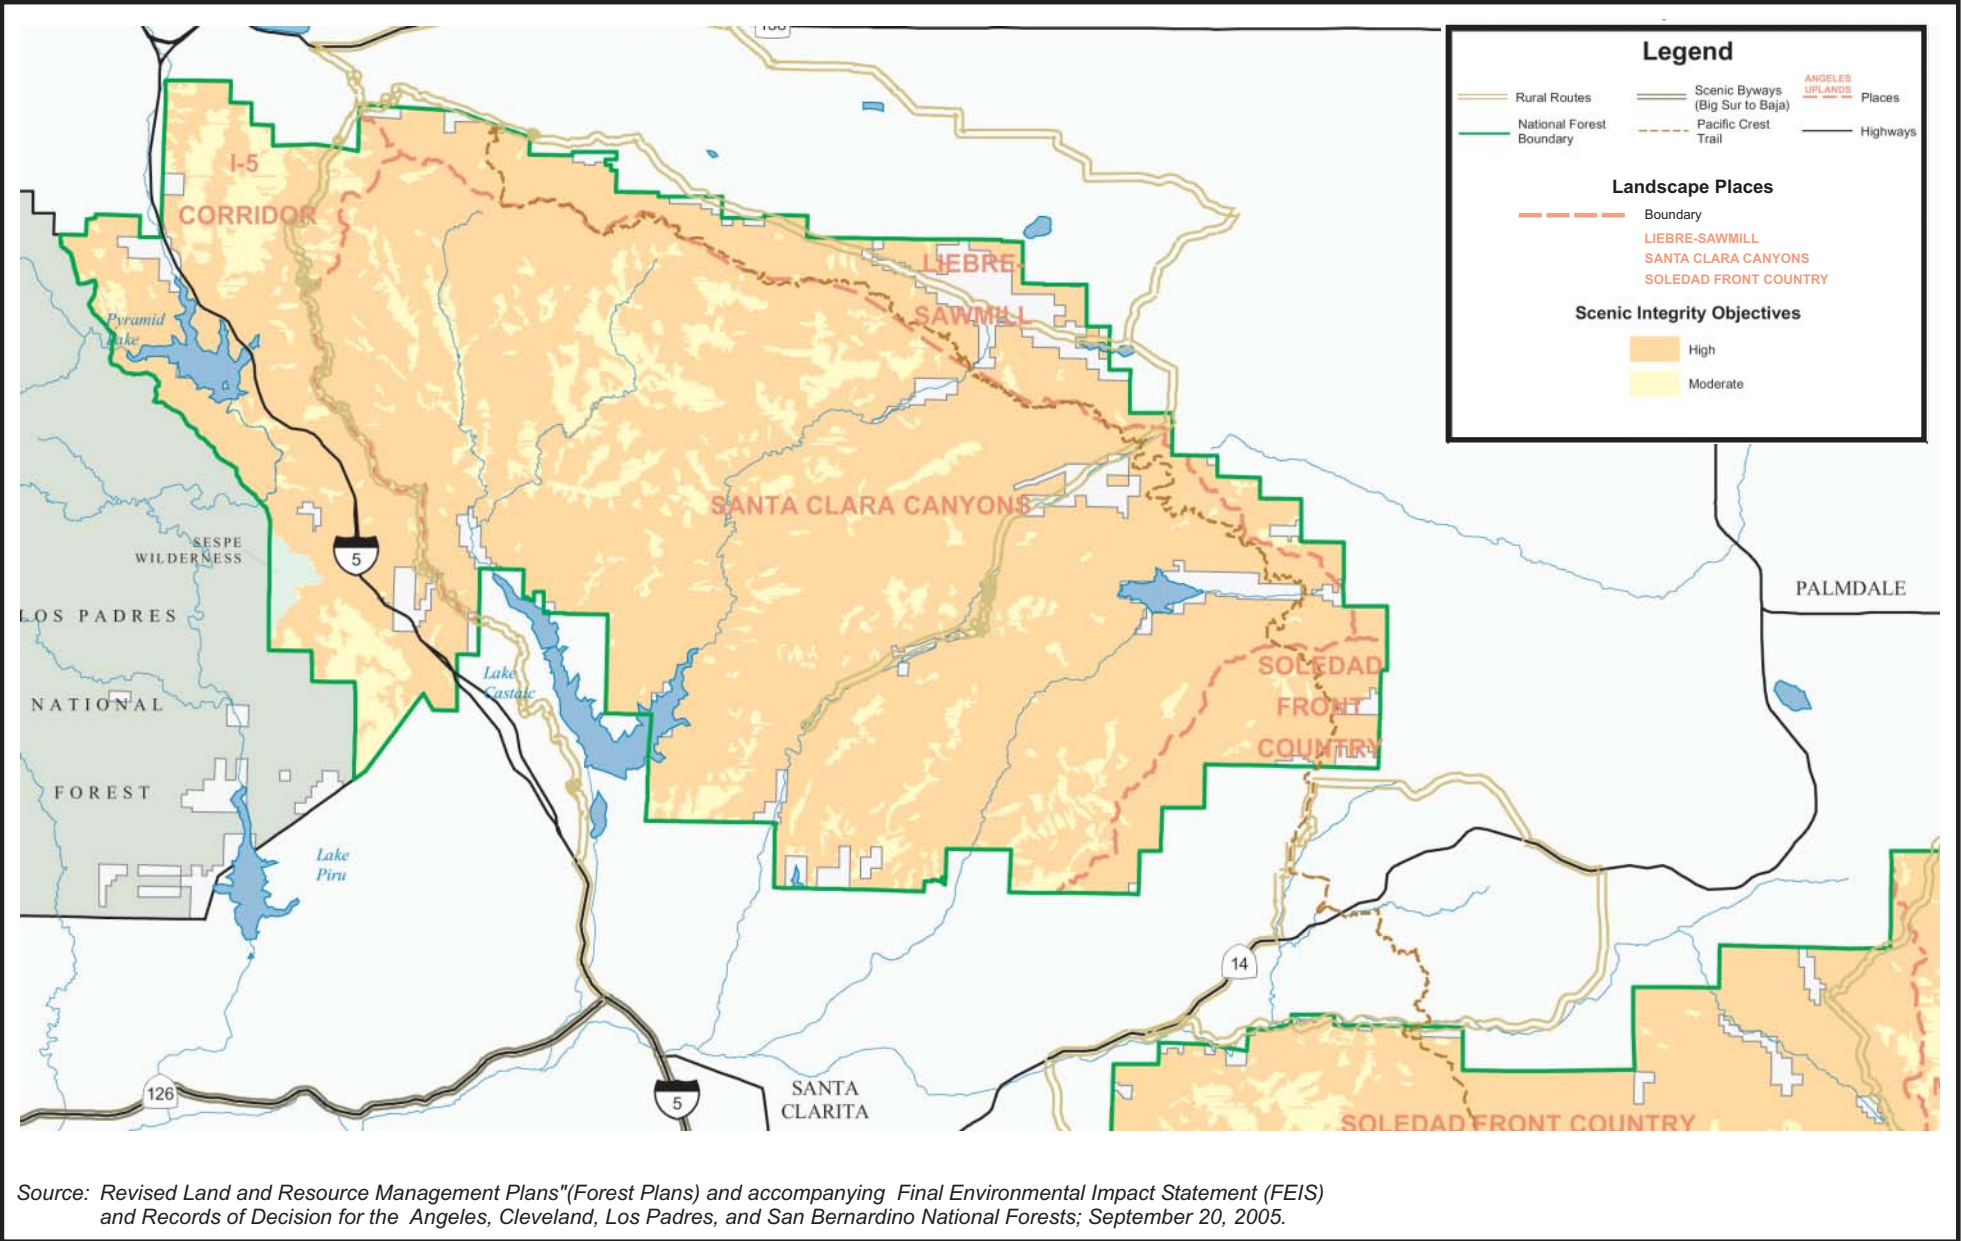 138
Legend
Rural Routes
Scenic Byways
(Big Sur to Baja)
ANGELES
UPLANDS
Places
National Forest
Boundary
Pacific Crest
Trail
Highways
Landscape Places
Boundary
LIEBRE-SAWMILL
SANTA CLARA CANYONS
SOLEDAD FRONT COUNTRY
Scenic Integrity Objectives
High
Moderate
I-5
CORRIDOR
LIEBRE-
SAWMILL
Pyramid
Lake
SANTA CLARA CANYONS
SESPE
WILDERNESS
5
LOS PADRES
NATIONAL
FOREST
PALMDALE
Lake
Castaic
SOLEDAD
FRONT
COUNTRY
Lake
Piru
14
126
5
SANTA
CLARITA
SOLEDAD FRONT COUNTRY
Source: Revised Land and Resource Management Plans"(Forest Plans) and accompanying Final Environmental Impact Statement (FEIS)
and Records of Decision for the Angeles, Cleveland, Los Padres, and San Bernardino National Forests; September 20, 2005.